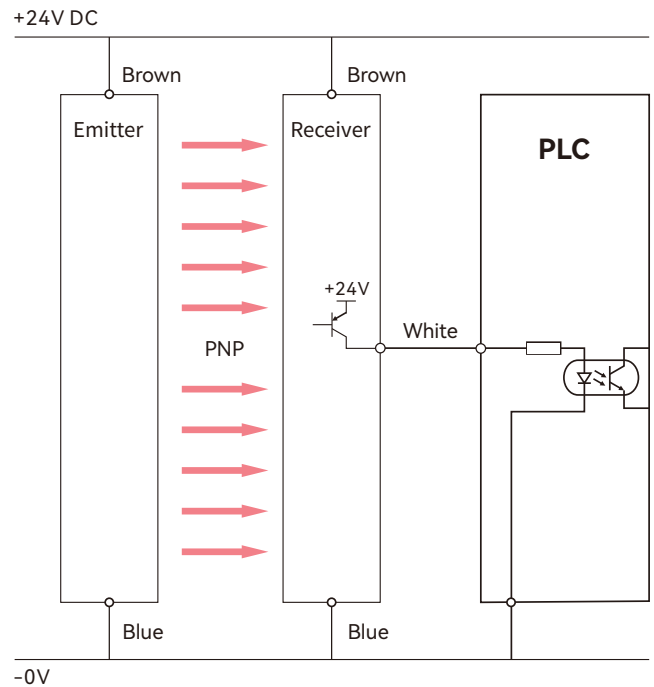 +24V DC
Brown
Brown
Emitter
Receiver
PLC
+24V
White
PNP
Blue
Blue
-0V